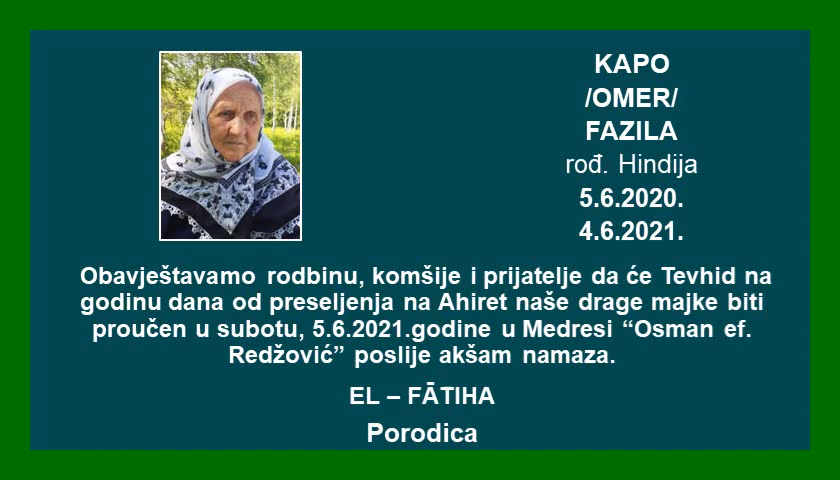 KAPO
/OMER/
FAZILA
rođ. Hindija
5.6.2020.
4.6.2021.
Obavještavamo rodbinu, komšije i prijatelje da će Tevhid na
godinu dana od preseljenja na Ahiret naše drage majke biti
proučen u subotu, 5.6.2021.godine u Medresi “Osman ef.
Redžović” poslije akšam namaza.
EL – FĀTIHA
Porodica